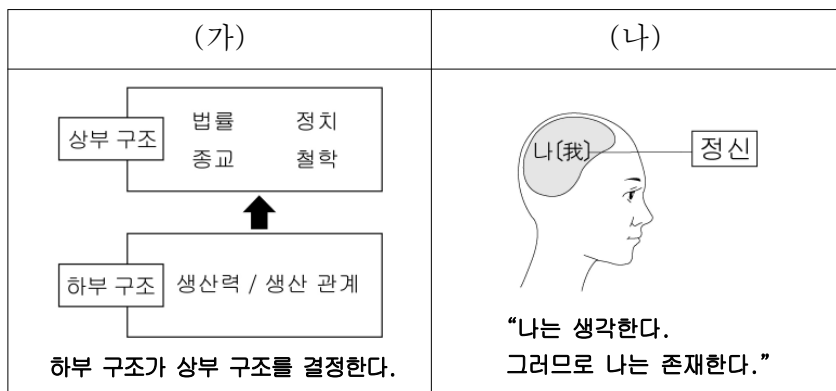 (가)
(나)
상부 구조
법률 정치
종교 철학
하부 구조
생산력 / 생산 관계
하부 구조가 상부 구조를 결정한다.
나〔我〕
정신
“나는 생각한다.
그러므로 나는 존재한다.”